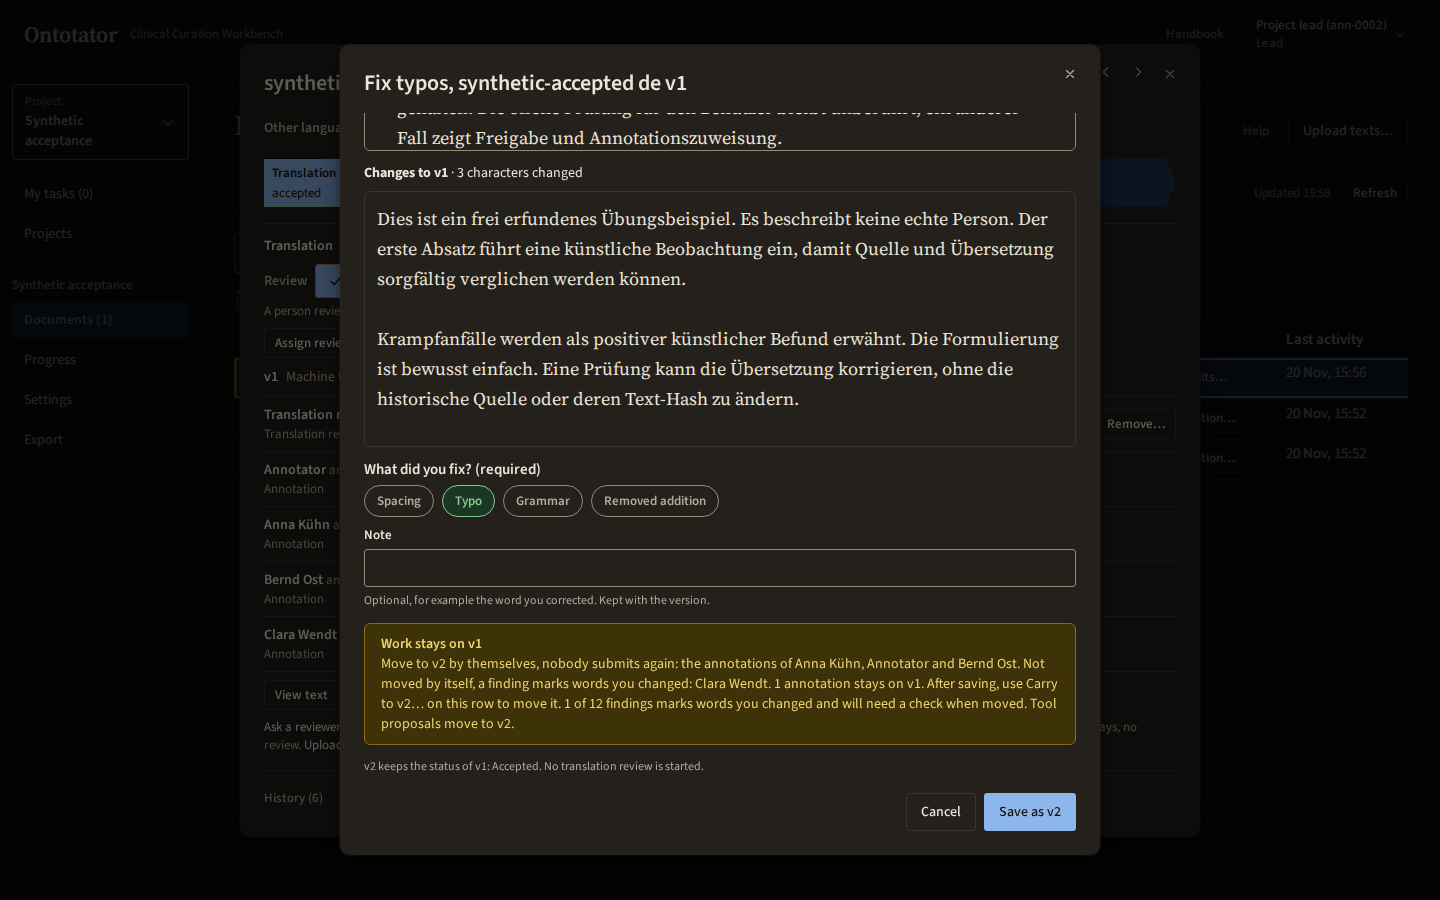 Ontotator Clinical Curation Workbench
Handbook
Project lead (ann-0002)
Lead
Project
Synthetic
acceptance
My tasks (0)
Projects
Synthetic acceptance
Documents (1)
Progress
Settings
Export
Help
Upload texts…
Updated 15:58
Refresh
Last activity
20 Nov, 15:56
20 Nov, 15:52
20 Nov, 15:52
Translation
accepted
Translation
Review
Assign
v1 Machine
Translation
Remove…
Annotator
Annotation
Anna Kühn
Annotation
Bernd Ost
Annotation
Clara Wendt
Annotation
View text
Ask a reviewer
review.
History (6)
Fix typos, synthetic-accepted de v1
Fall zeigt Freigabe und Annotationszuweisung.
Changes to v1 · 3 characters changed
Dies ist ein frei erfundenes Übungsbeispiel. Es beschreibt keine echte Person. Der
erste Absatz führt eine künstliche Beobachtung ein, damit Quelle und Übersetzung
sorgfältig verglichen werden können.
Krampfanfälle werden als positiver künstlicher Befund erwähnt. Die Formulierung
ist bewusst einfach. Eine Prüfung kann die Übersetzung korrigieren, ohne die
historische Quelle oder deren Text-Hash zu ändern.
What did you fix? (required)
Spacing
Typo
Grammar
Removed addition
Note
Optional, for example the word you corrected. Kept with the version.
Work stays on v1
Move to v2 by themselves, nobody submits again: the annotations of Anna Kühn, Annotator and Bernd Ost. Not
moved by itself, a finding marks words you changed: Clara Wendt. 1 annotation stays on v1. After saving, use Carry
to v2… on this row to move it. 1 of 12 findings marks words you changed and will need a check when moved. Tool
proposals move to v2.
v2 keeps the status of v1: Accepted. No translation review is started.
Cancel
Save as v2